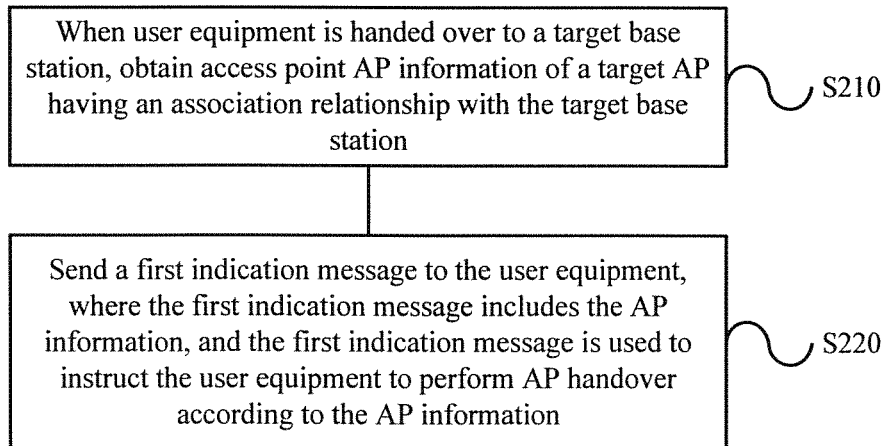 When user equipment is handed over to a target base
station, obtain access point AP information of a target AP
having an association relationship with the target base
station
S210
Send a first indication message to the user equipment,
where the first indication message includes the AP
information, and the first indication message is used to
instruct the user equipment to perform AP handover
according to the AP information
S220